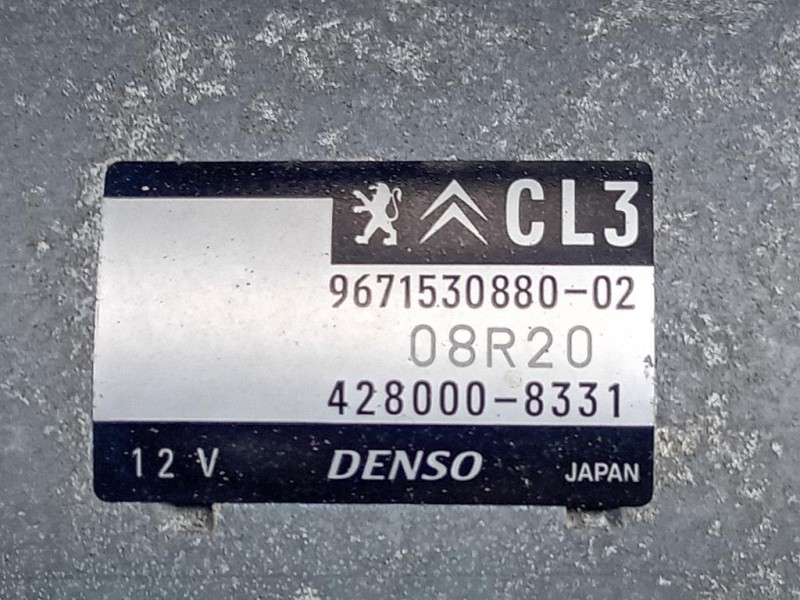 CL3
9671530880-02
08R20
428000-8331
12 V DENSO JAPAN